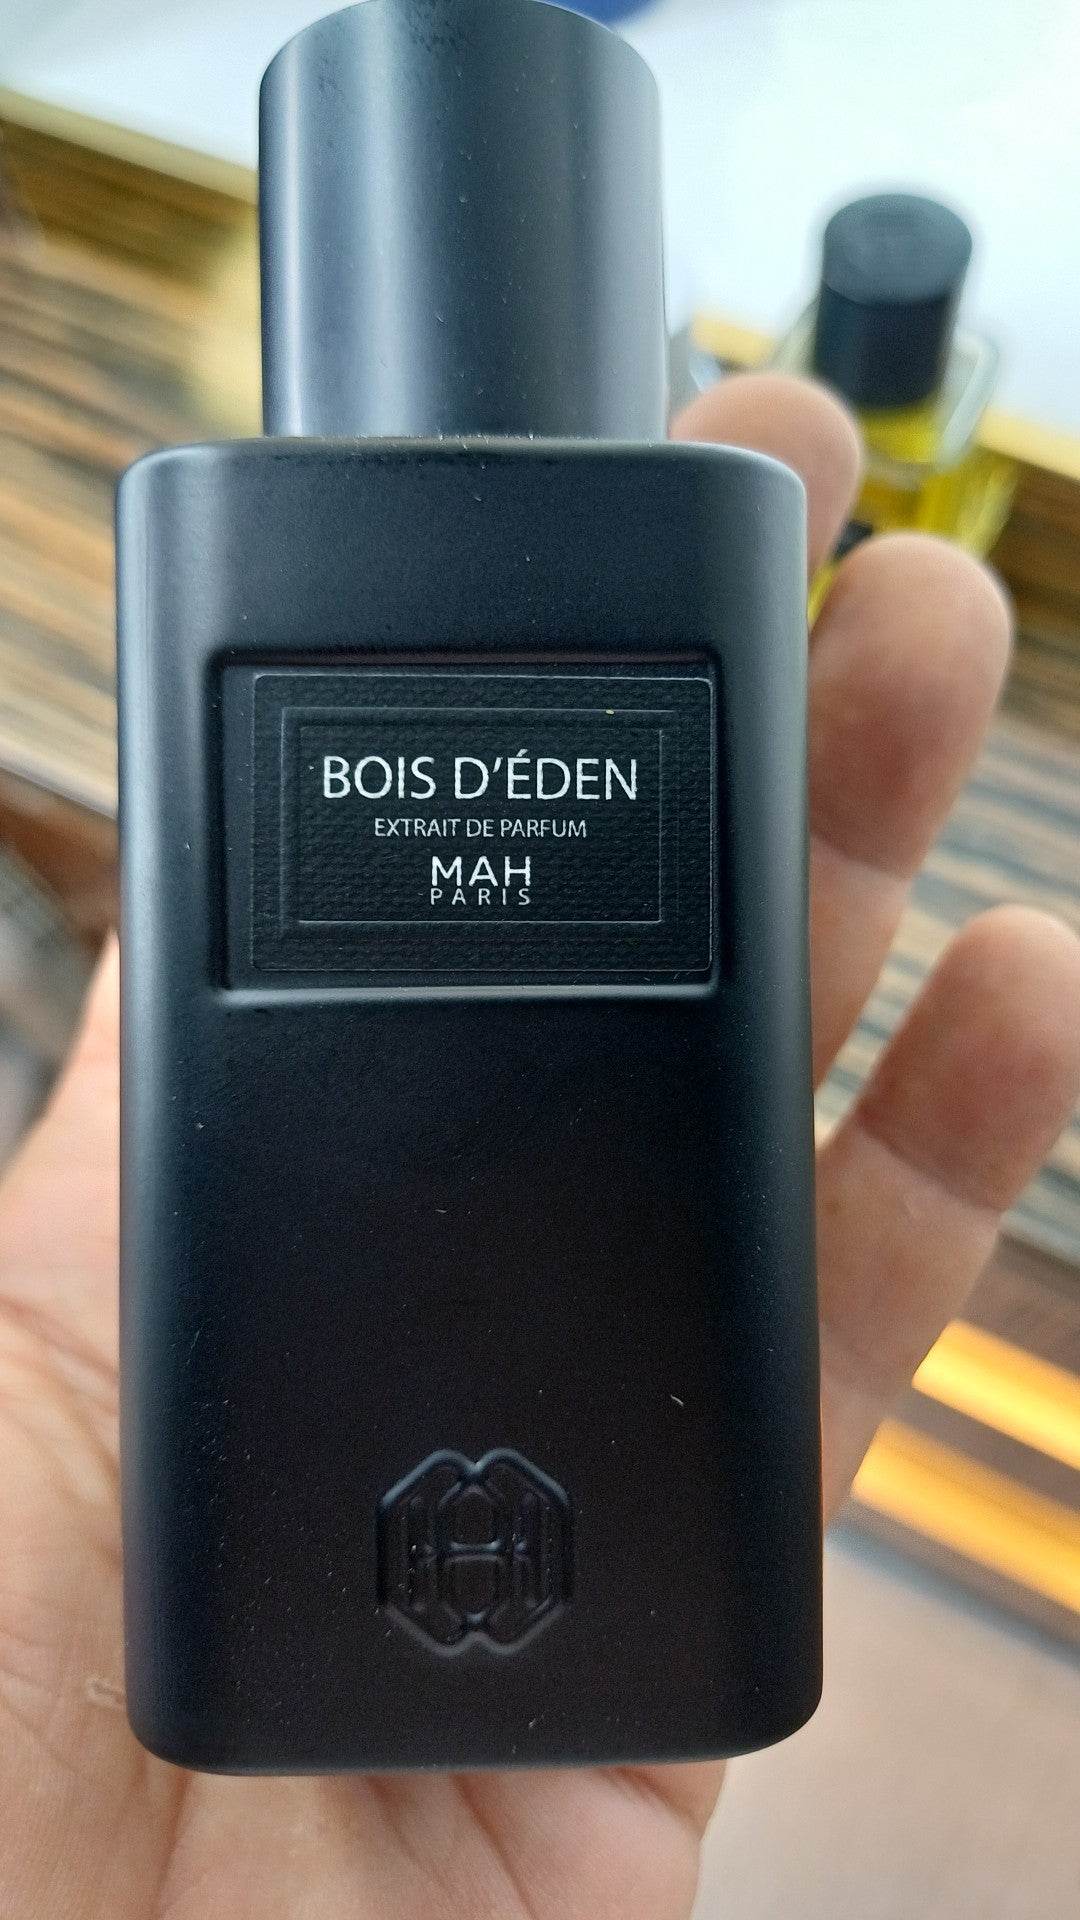 BOIS D'ÉDEN
EXTRAIT DE PARFUM
MAH
PARIS